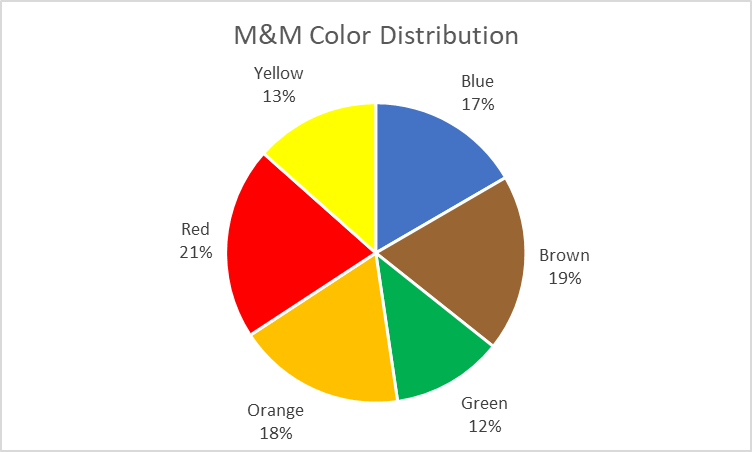 M&M Color Distribution
Yellow
13%
Blue
17%
Red
21%
Brown
19%
Orange
18%
Green
12%